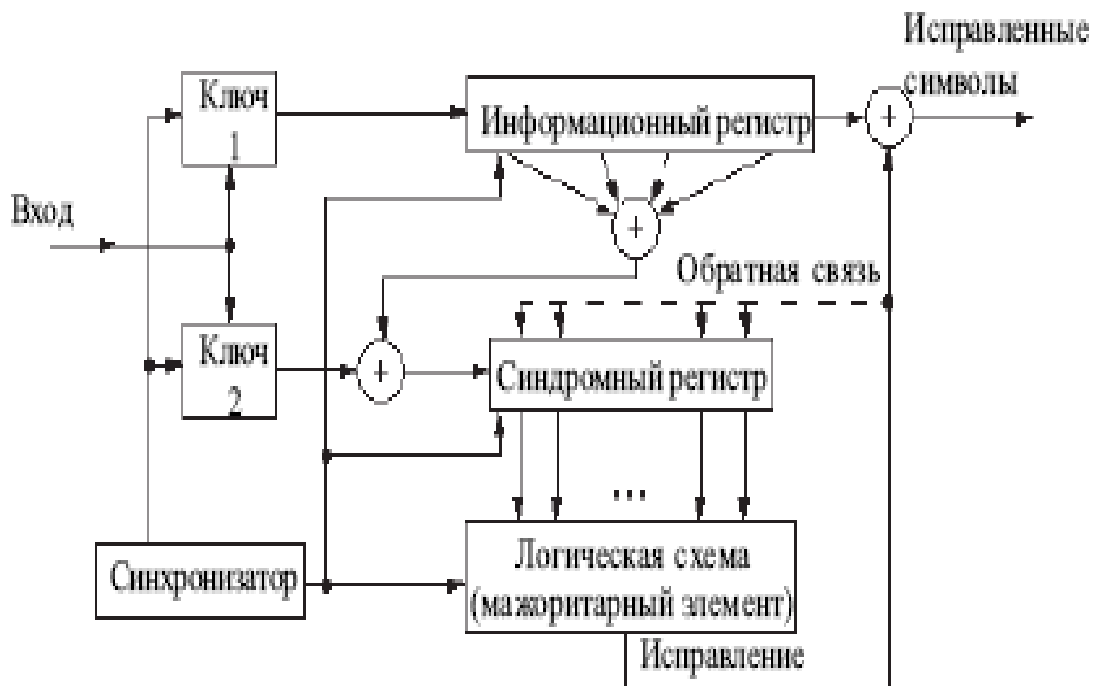 Исправленные
символы
Ключ
1
Информационный регистр
+
Вход
+
Обратная связь
Ключ
2
+
Синдромный регистр
...
Логическая схема
(мажоритарный элемент)
Синхронизатор
Исправление